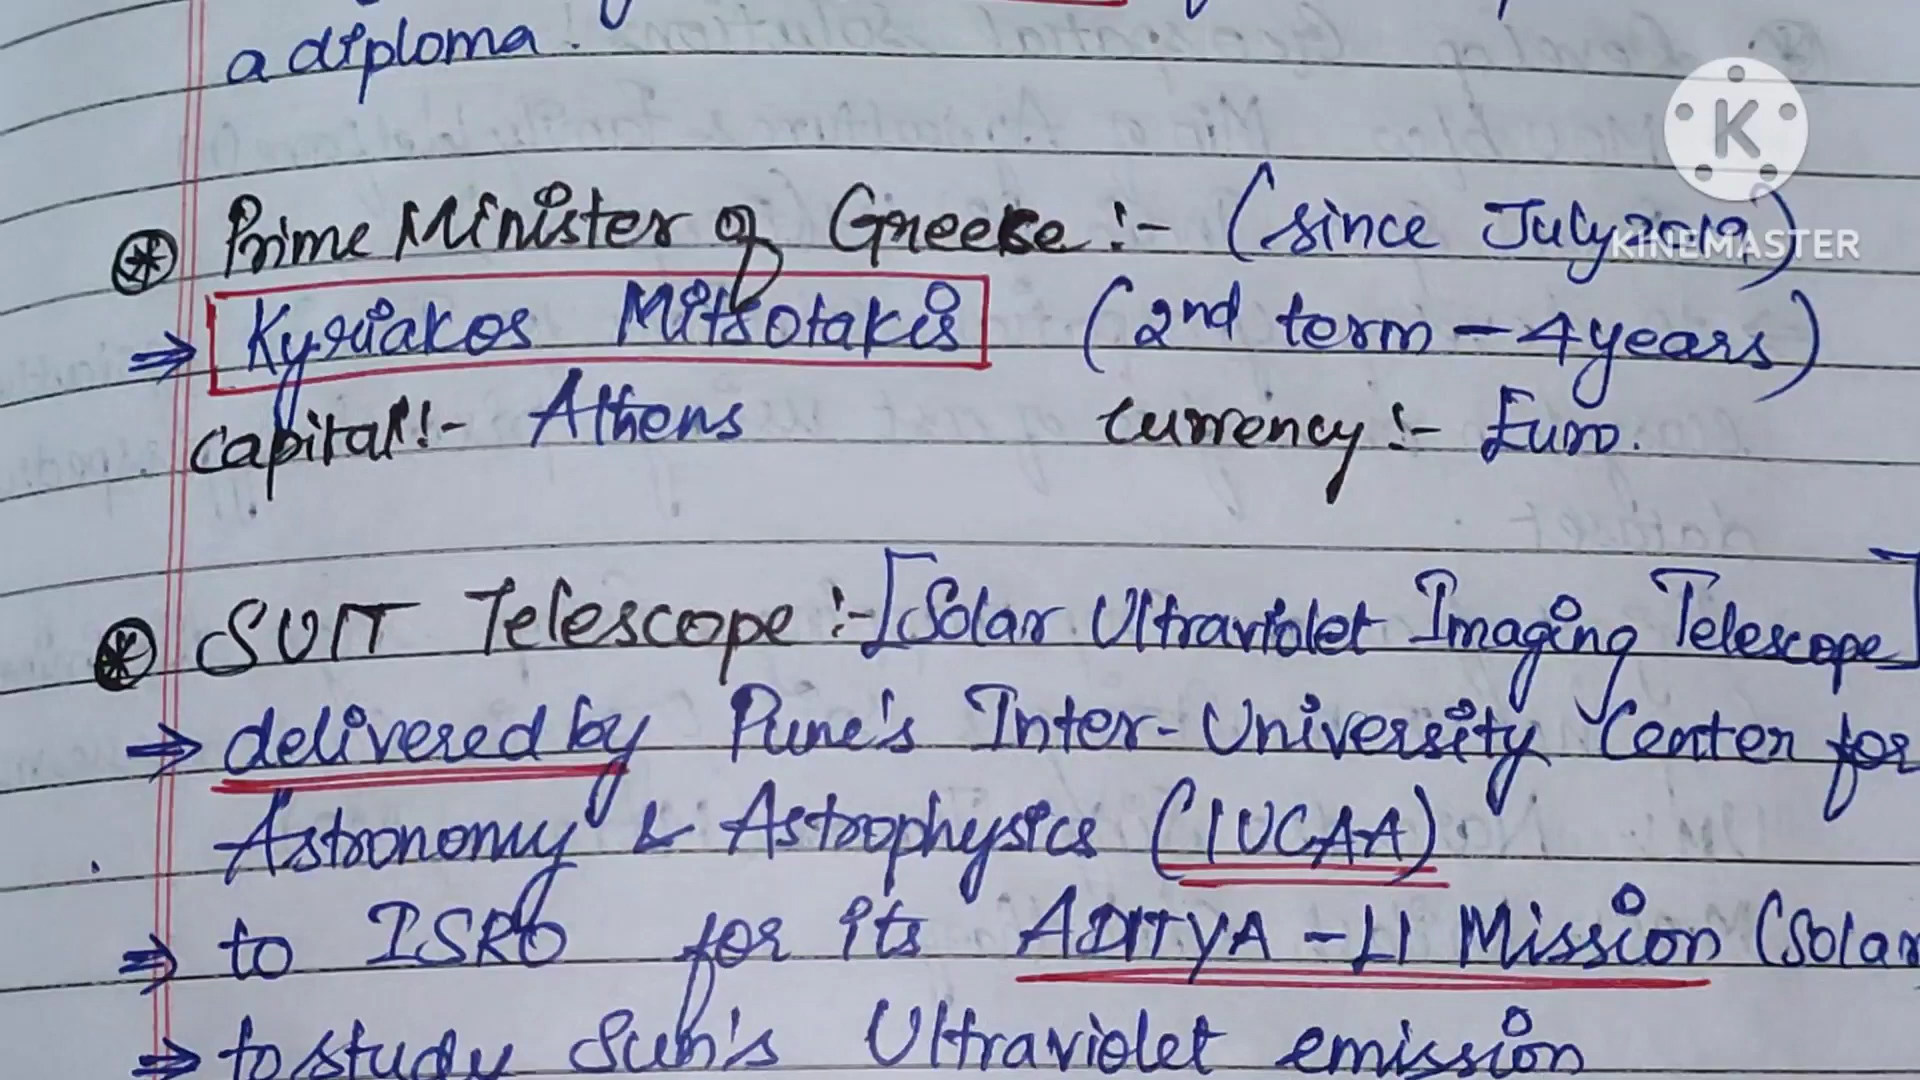 a diploma.
⊛ Prime Minister of Greece :- (since July 2019)
⇒ Kyriakos Mitsotakis (2nd term - 4 years)
capital :- Athens currency :- Euro.
⊛ SUIT Telescope :- [Solar Ultraviolet Imaging Telescope]
⇒ delivered by Pune's Inter-University Center for
Astronomy & Astrophysics (IUCAA)
⇒ to ISRO for its ADITYA-L1 Mission (Solar
⇒ to study Sun's Ultraviolet emission
K
KINEMASTER